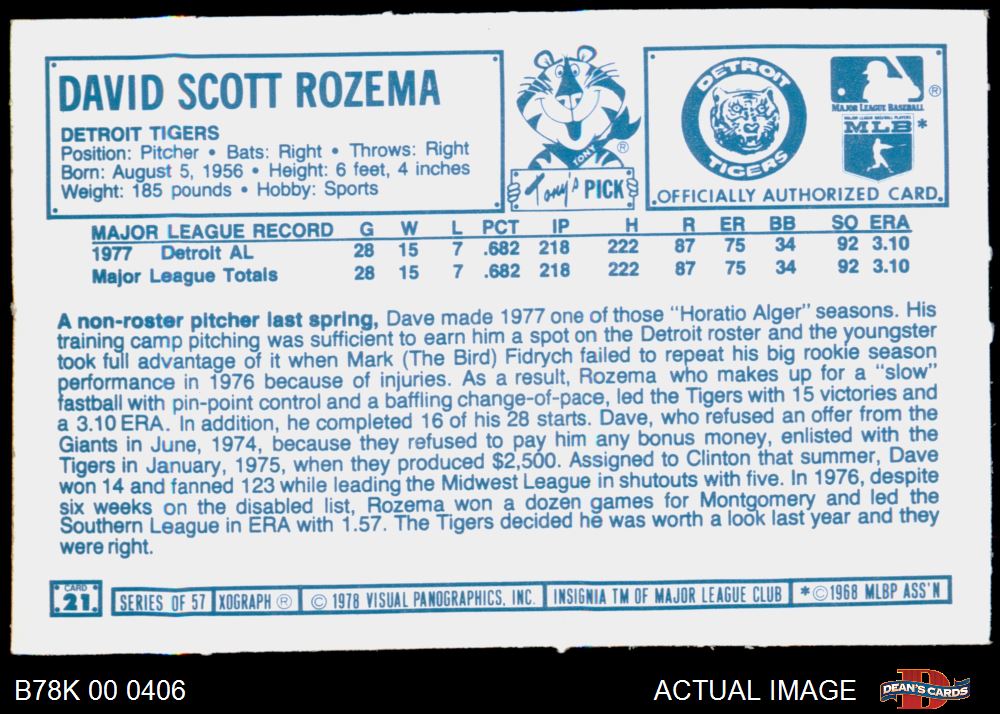 DAVID SCOTT ROZEMA
DETROIT TIGERS
Position: Pitcher • Bats: Right • Throws: Right
Born: August 5, 1956 • Height: 6 feet, 4 inches
Weight: 185 pounds • Hobby: Sports
TONY
®
Tony's PICK
DETROIT
TIGERS
®
MAJOR LEAGUE BASEBALL
MAJOR LEAGUE BASEBALL PLAYERS
MLB *
OFFICIALLY AUTHORIZED CARD.
MAJOR LEAGUE RECORD G W L PCT IP H R ER BB SO ERA
1977 Detroit AL 28 15 7 .682 218 222 87 75 34 92 3.10
Major League Totals 28 15 7 .682 218 222 87 75 34 92 3.10
A non-roster pitcher last spring, Dave made 1977 one of those "Horatio Alger" seasons. His
training camp pitching was sufficient to earn him a spot on the Detroit roster and the youngster
took full advantage of it when Mark (The Bird) Fidrych failed to repeat his big rookie season
performance in 1976 because of injuries. As a result, Rozema who makes up for a "slow"
fastball with pin-point control and a baffling change-of-pace, led the Tigers with 15 victories and
a 3.10 ERA. In addition, he completed 16 of his 28 starts. Dave, who refused an offer from the
Giants in June, 1974, because they refused to pay him any bonus money, enlisted with the
Tigers in January, 1975, when they produced $2,500. Assigned to Clinton that summer, Dave
won 14 and fanned 123 while leading the Midwest League in shutouts with five. In 1976, despite
six weeks on the disabled list, Rozema won a dozen games for Montgomery and led the
Southern League in ERA with 1.57. The Tigers decided he was worth a look last year and they
were right.
CARD
21
SERIES OF 57 XOGRAPH ® © 1978 VISUAL PANOGRAPHICS, INC. INSIGNIA TM OF MAJOR LEAGUE CLUB *©1968 MLBP ASS'N
B78K 00 0406
ACTUAL IMAGE
D
DEAN'S CARDS